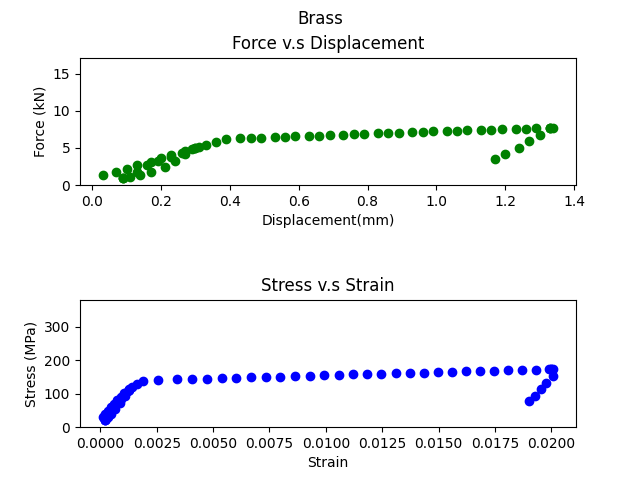 Brass
Force v.s Displacement
Force (kN)
15
10
5
0
0.0 0.2 0.4 0.6 0.8 1.0 1.2 1.4
Displacement(mm)
Stress v.s Strain
Stress (MPa)
300
200
100
0
0.0000 0.0025 0.0050 0.0075 0.0100 0.0125 0.0150 0.0175 0.0200
Strain